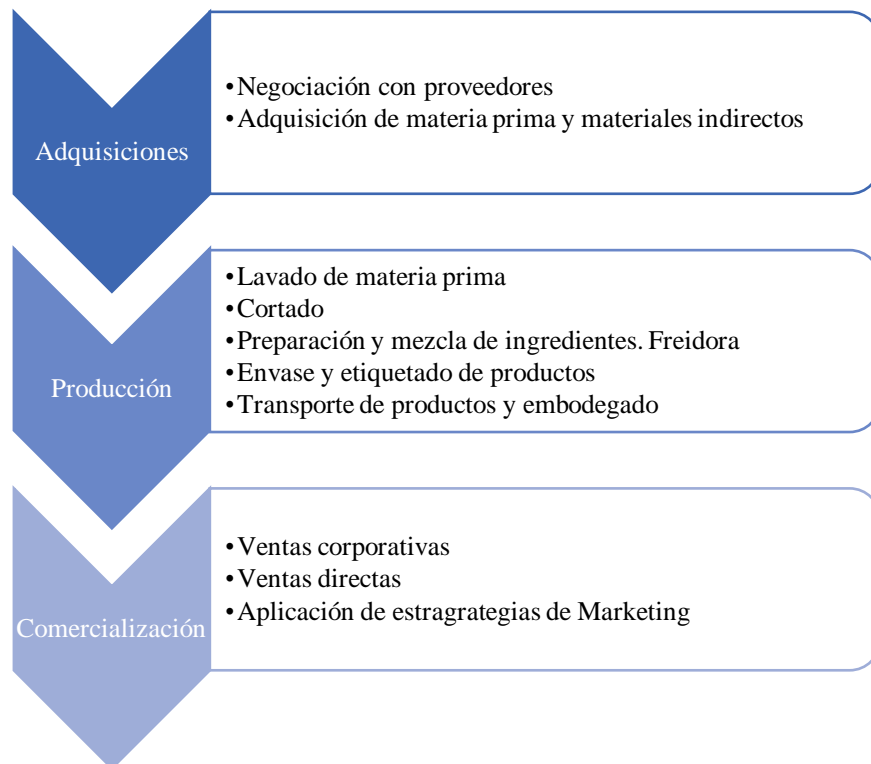 Adquisiciones
•Negociación con proveedores
•Adquisición de materia prima y materiales indirectos
Producción
•Lavado de materia prima
•Cortado
•Preparación y mezcla de ingredientes. Freidora
•Envase y etiquetado de productos
•Transporte de productos y embodegado
Comercialización
•Ventas corporativas
•Ventas directas
•Aplicación de estragrategias de Marketing